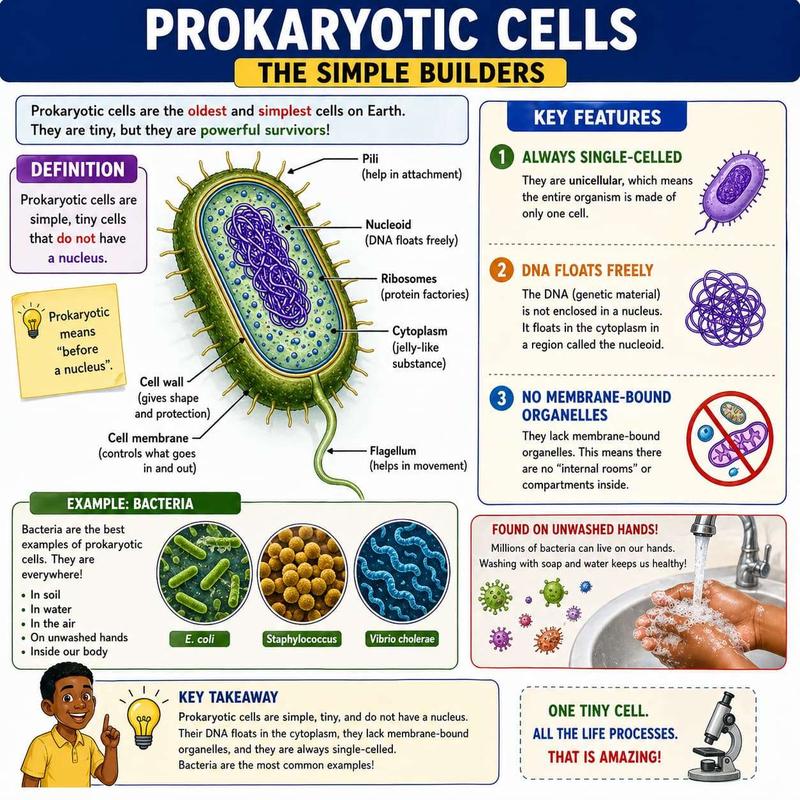 PROKARYOTIC CELLS
THE SIMPLE BUILDERS
Prokaryotic cells are the oldest and simplest cells on Earth.
They are tiny, but they are powerful survivors!
DEFINITION
Prokaryotic cells are
simple, tiny cells
that do not have
a nucleus.
Prokaryotic
means
"before
a nucleus".
Pili
(help in attachment)
Nucleoid
(DNA floats freely)
Ribosomes
(protein factories)
Cytoplasm
(jelly-like
substance)
Cell wall
(gives shape
and protection)
Cell membrane
(controls what goes
in and out)
Flagellum
(helps in movement)
KEY FEATURES
1 ALWAYS SINGLE-CELLED
They are unicellular, which means
the entire organism is made of
only one cell.
2 DNA FLOATS FREELY
The DNA (genetic material)
is not enclosed in a nucleus.
It floats in the cytoplasm in
a region called the nucleoid.
3 NO MEMBRANE-BOUND
ORGANELLES
They lack membrane-bound
organelles. This means there
are no "internal rooms" or
compartments inside.
EXAMPLE: BACTERIA
Bacteria are the best
examples of prokaryotic
cells. They are
everywhere!
• In soil
• In water
• In the air
• On unwashed hands
• Inside our body
E. coli
Staphylococcus
Vibrio cholerae
FOUND ON UNWASHED HANDS!
Millions of bacteria can live on our hands.
Washing with soap and water keeps us healthy!
KEY TAKEAWAY
Prokaryotic cells are simple, tiny, and do not have a nucleus.
Their DNA floats in the cytoplasm, they lack membrane-bound
organelles, and they are always single-celled.
Bacteria are the most common examples!
ONE TINY CELL.
ALL THE LIFE PROCESSES.
THAT IS AMAZING!